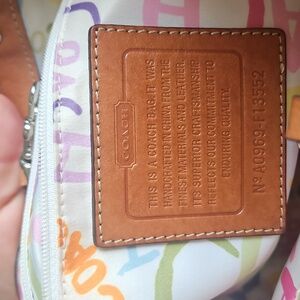 COACH
THIS IS A COACH BAG. IT WAS
HANDCRAFTED IN CHINA FROM THE
FINEST MATERIALS AND LEATHER.
ITS SUPERIOR CRAFTSMANSHIP
REFLECTS OUR COMMITMENT TO
ENDURING QUALITY.
Nº A0969-F13552